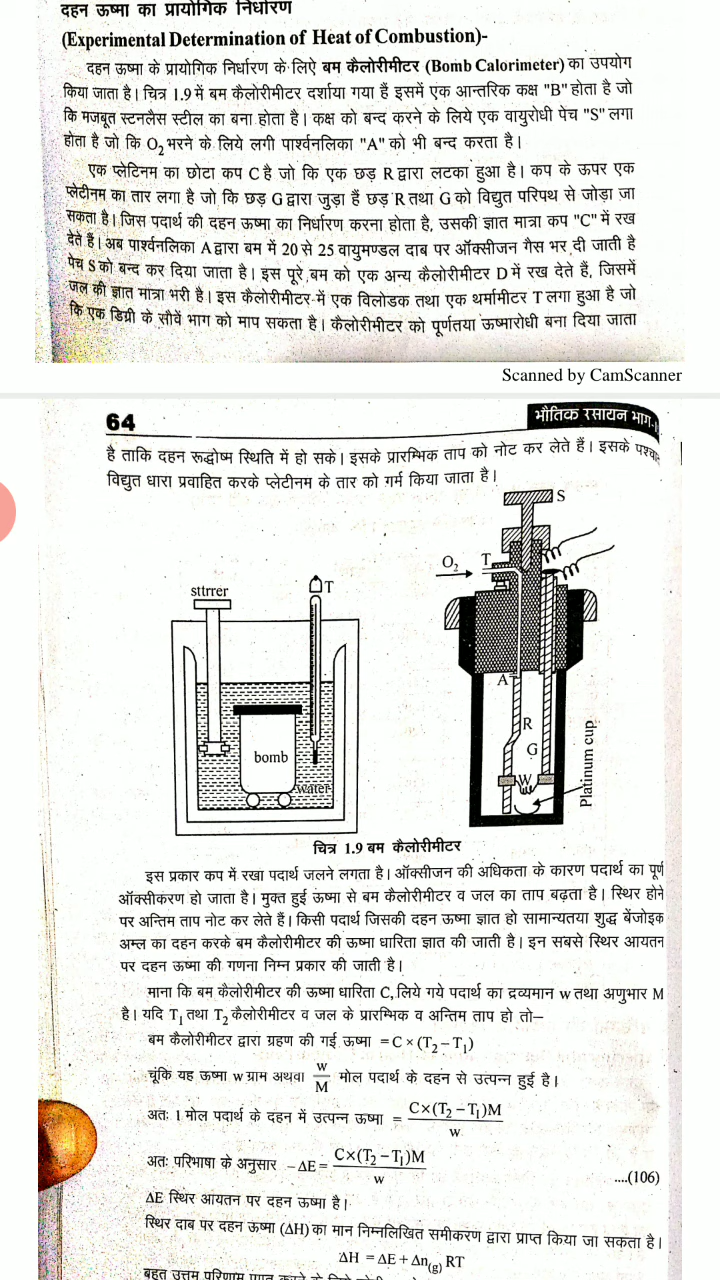 दहन ऊष्मा का प्रायोगिक निर्धारण
(Experimental Determination of Heat of Combustion)-
दहन ऊष्मा के प्रायोगिक निर्धारण के लिऐ बम कैलोरीमीटर (Bomb Calorimeter) का उपयोग
किया जाता है। चित्र 1.9 में बम कैलोरीमीटर दर्शाया गया हैं इसमें एक आन्तरिक कक्ष "B" होता है जो
कि मजबूत स्टनलैस स्टील का बना होता है। कक्ष को बन्द करने के लिये एक वायुरोधी पेच "S" लगा
होता है जो कि O₂ भरने के लिये लगी पार्श्वनलिका "A" को भी बन्द करता है।
एक प्लेटिनम का छोटा कप C है जो कि एक छड़ R द्वारा लटका हुआ है। कप के ऊपर एक
प्लेटीनम का तार लगा है जो कि छड़ G द्वारा जुड़ा हैं छड़ R तथा G को विद्युत परिपथ से जोड़ा जा
सकता है। जिस पदार्थ की दहन ऊष्मा का निर्धारण करना होता है, उसकी ज्ञात मात्रा कप "C" में रख
देते हैं। अब पार्श्वनलिका A द्वारा बम में 20 से 25 वायुमण्डल दाब पर ऑक्सीजन गैस भर दी जाती है
पेच S को बन्द कर दिया जाता है। इस पूरे बम को एक अन्य कैलोरीमीटर D में रख देते हैं, जिसमें
जल की ज्ञात मात्रा भरी है। इस कैलोरीमीटर में एक विलोडक तथा एक थर्मामीटर T लगा हुआ है जो
कि एक डिग्री के सौवें भाग को माप सकता है। कैलोरीमीटर को पूर्णतया ऊष्मारोधी बना दिया जाता
Scanned by CamScanner
64
भौतिक रसायन भाग-I
है ताकि दहन रूद्धोष्म स्थिति में हो सके। इसके प्रारम्भिक ताप को नोट कर लेते हैं। इसके पश्चात
विद्युत धारा प्रवाहित करके प्लेटीनम के तार को गर्म किया जाता है।
S
O₂
T
sttrrer
T
A
R
G
W
Platinum cup
bomb
water
चित्र 1.9 बम कैलोरीमीटर
इस प्रकार कप में रखा पदार्थ जलने लगता है। ऑक्सीजन की अधिकता के कारण पदार्थ का पूर्ण
ऑक्सीकरण हो जाता है। मुक्त हुई ऊष्मा से बम कैलोरीमीटर व जल का ताप बढ़ता है। स्थिर होने
पर अन्तिम ताप नोट कर लेते हैं। किसी पदार्थ जिसकी दहन ऊष्मा ज्ञात हो सामान्यतया शुद्ध बेंजोइक
अम्ल का दहन करके बम कैलोरीमीटर की ऊष्मा धारिता ज्ञात की जाती है। इन सबसे स्थिर आयतन
पर दहन ऊष्मा की गणना निम्न प्रकार की जाती है।
माना कि बम कैलोरीमीटर की ऊष्मा धारिता C, लिये गये पदार्थ का द्रव्यमान w तथा अणुभार M
है। यदि T₁ तथा T₂ कैलोरीमीटर व जल के प्रारम्भिक व अन्तिम ताप हो तो–
बम कैलोरीमीटर द्वारा ग्रहण की गई ऊष्मा = C × (T₂ – T₁)
चूंकि यह ऊष्मा w ग्राम अथवा w/M मोल पदार्थ के दहन से उत्पन्न हुई है।
अतः 1 मोल पदार्थ के दहन में उत्पन्न ऊष्मा = C×(T₂ – T₁)M/w
अतः परिभाषा के अनुसार – ΔE = C×(T₂ – T₁)M/w ....(106)
ΔE स्थिर आयतन पर दहन ऊष्मा है।
स्थिर दाब पर दहन ऊष्मा (ΔH) का मान निम्नलिखित समीकरण द्वारा प्राप्त किया जा सकता है।
ΔH = ΔE + Δn(g) RT
बहुत उत्तम परिणाम